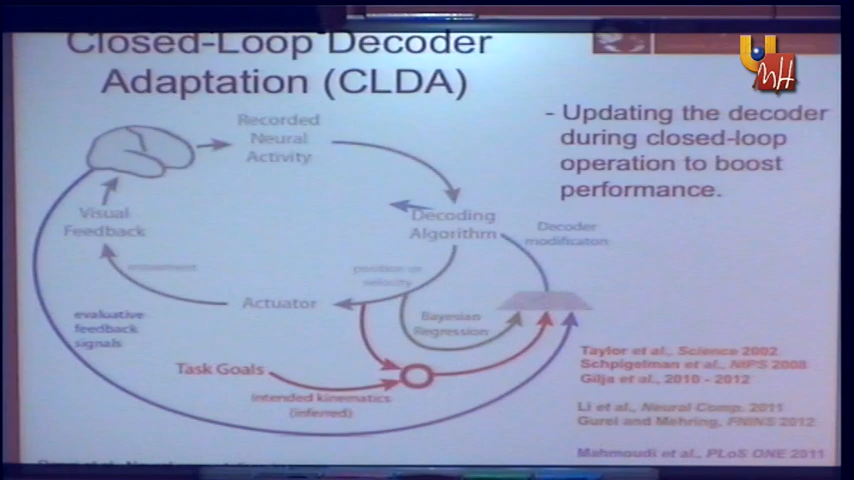 Closed-Loop Decoder
Adaptation (CLDA)
- Updating the decoder
during closed-loop
operation to boost
performance.
Recorded
Neural
Activity
Visual
Feedback
Decoding
Algorithm
Decoder
modification
movement
position or
velocity
Actuator
evaluative
feedback
signals
Bayesian
Regression
Task Goals
Intended kinematics
(inferred)
Taylor et al., Science 2002
Schpigelman et al., NIPS 2008
Gilja et al., 2010 - 2012
Li et al., Neural Comp. 2011
Gurel and Mehring, FNINS 2012
Mahmoudi et al., PLoS ONE 2011
U
MH